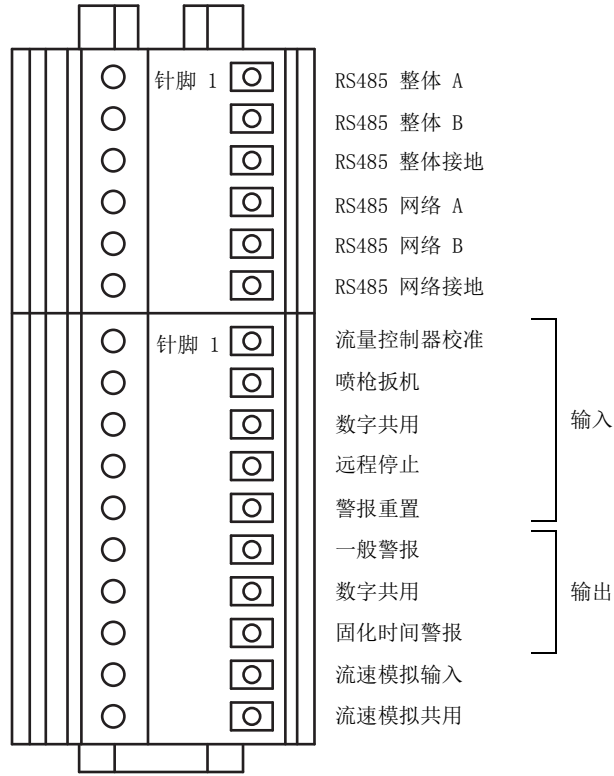 针脚 1 RS485 整体 A
RS485 整体 B
RS485 整体接地
RS485 网络 A
RS485 网络 B
RS485 网络接地
针脚 1 流量控制器校准
喷枪扳机
数字共用
远程停止
警报重置
输入
一般警报
数字共用
固化时间警报
输出
流速模拟输入
流速模拟共用